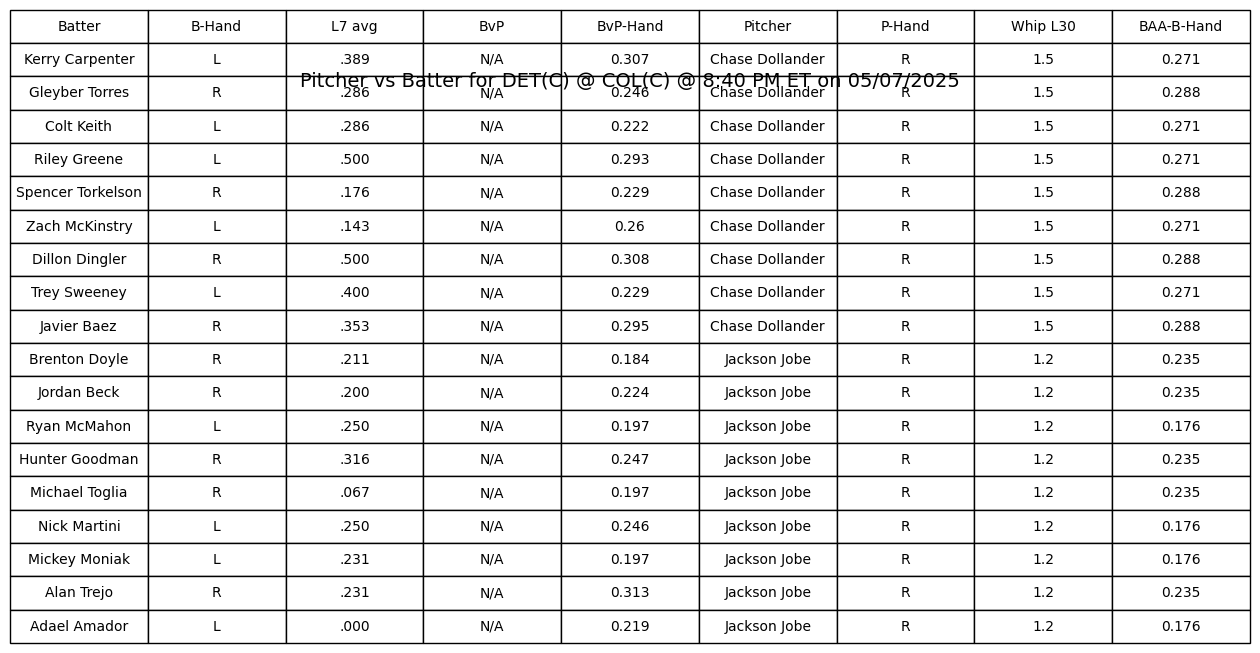 Batter B-Hand L7 avg BvP BvP-Hand Pitcher P-Hand Whip L30 BAA-B-Hand
Kerry Carpenter L .389 N/A 0.307 Chase Dollander R 1.5 0.271
Pitcher vs Batter for DET(C) @ COL(C) @ 8:40 PM ET on 05/07/2025
Gleyber Torres R .286 N/A 0.246 Chase Dollander R 1.5 0.288
Colt Keith L .286 N/A 0.222 Chase Dollander R 1.5 0.271
Riley Greene L .500 N/A 0.293 Chase Dollander R 1.5 0.271
Spencer Torkelson R .176 N/A 0.229 Chase Dollander R 1.5 0.288
Zach McKinstry L .143 N/A 0.26 Chase Dollander R 1.5 0.271
Dillon Dingler R .500 N/A 0.308 Chase Dollander R 1.5 0.288
Trey Sweeney L .400 N/A 0.229 Chase Dollander R 1.5 0.271
Javier Baez R .353 N/A 0.295 Chase Dollander R 1.5 0.288
Brenton Doyle R .211 N/A 0.184 Jackson Jobe R 1.2 0.235
Jordan Beck R .200 N/A 0.224 Jackson Jobe R 1.2 0.235
Ryan McMahon L .250 N/A 0.197 Jackson Jobe R 1.2 0.176
Hunter Goodman R .316 N/A 0.247 Jackson Jobe R 1.2 0.235
Michael Toglia R .067 N/A 0.197 Jackson Jobe R 1.2 0.235
Nick Martini L .250 N/A 0.246 Jackson Jobe R 1.2 0.176
Mickey Moniak L .231 N/A 0.197 Jackson Jobe R 1.2 0.176
Alan Trejo R .231 N/A 0.313 Jackson Jobe R 1.2 0.235
Adael Amador L .000 N/A 0.219 Jackson Jobe R 1.2 0.176